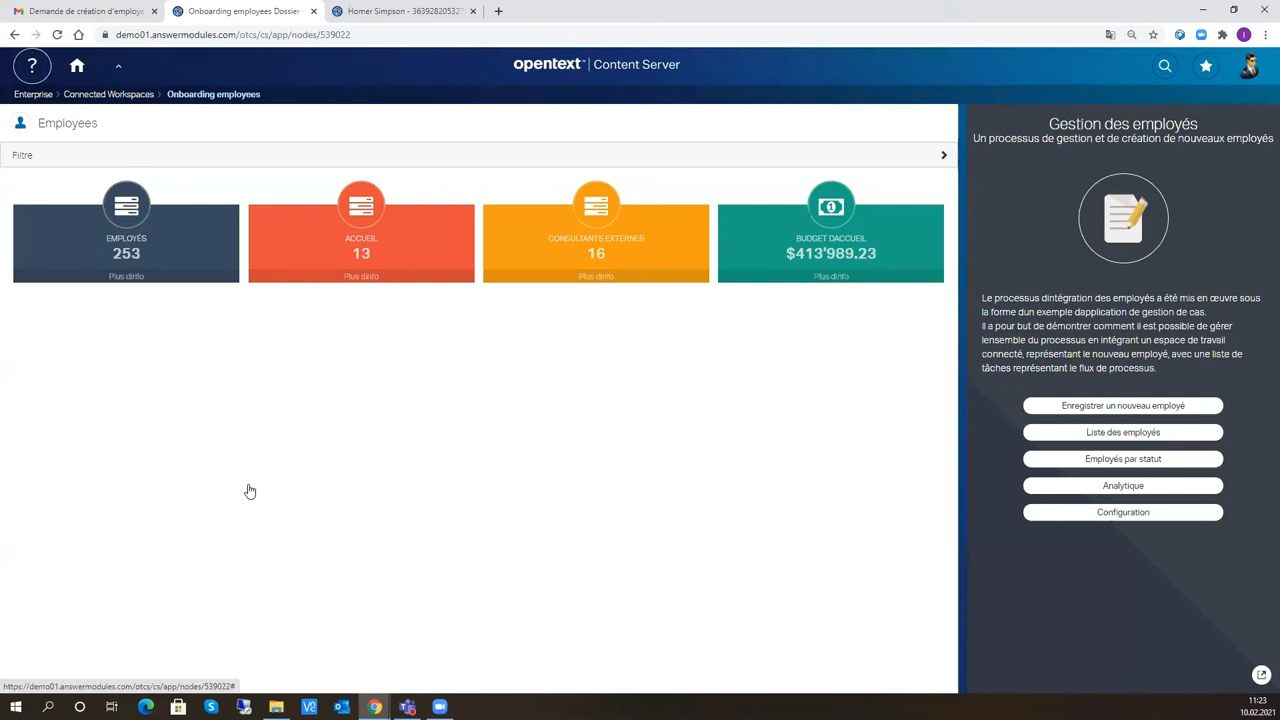 Demande de création d'employé
Onboarding employees Dossier -
Homer Simpson - 3639282053
demo01.answermodules.com/otcs/cs/app/nodes/539022
opentext™ | Content Server
Enterprise > Connected Workspaces > Onboarding employees
Employees
Filtre
EMPLOYÉS
253
Plus dinfo
ACCUEIL
13
Plus dinfo
CONSULTANTS EXTERNES
16
Plus dinfo
BUDGET DACCUEIL
$413'989.23
Plus dinfo
Gestion des employés
Un processus de gestion et de création de nouveaux employés
Le processus dintégration des employés a été mis en œuvre sous
la forme dun exemple dapplication de gestion de cas.
Il a pour but de démontrer comment il est possible de gérer
lensemble du processus en intégrant un espace de travail
connecté, représentant le nouvel employé, avec une liste de
tâches représentant le flux de processus.
Enregistrer un nouveau employé
Liste des employés
Employés par statut
Analytique
Configuration
https://demo01.answermodules.com/otcs/cs/app/nodes/539022#
11:23
10.02.2021